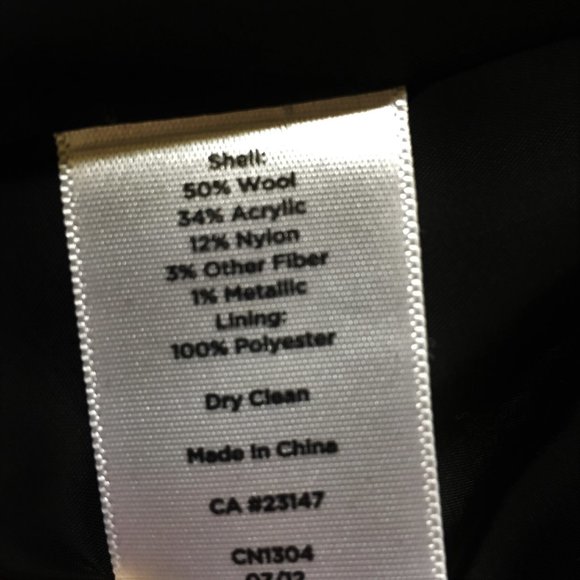 Shell:
50% Wool
34% Acrylic
12% Nylon
3% Other Fiber
1% Metallic
Lining:
100% Polyester
Dry Clean
Made In China
CA #23147
CN1304